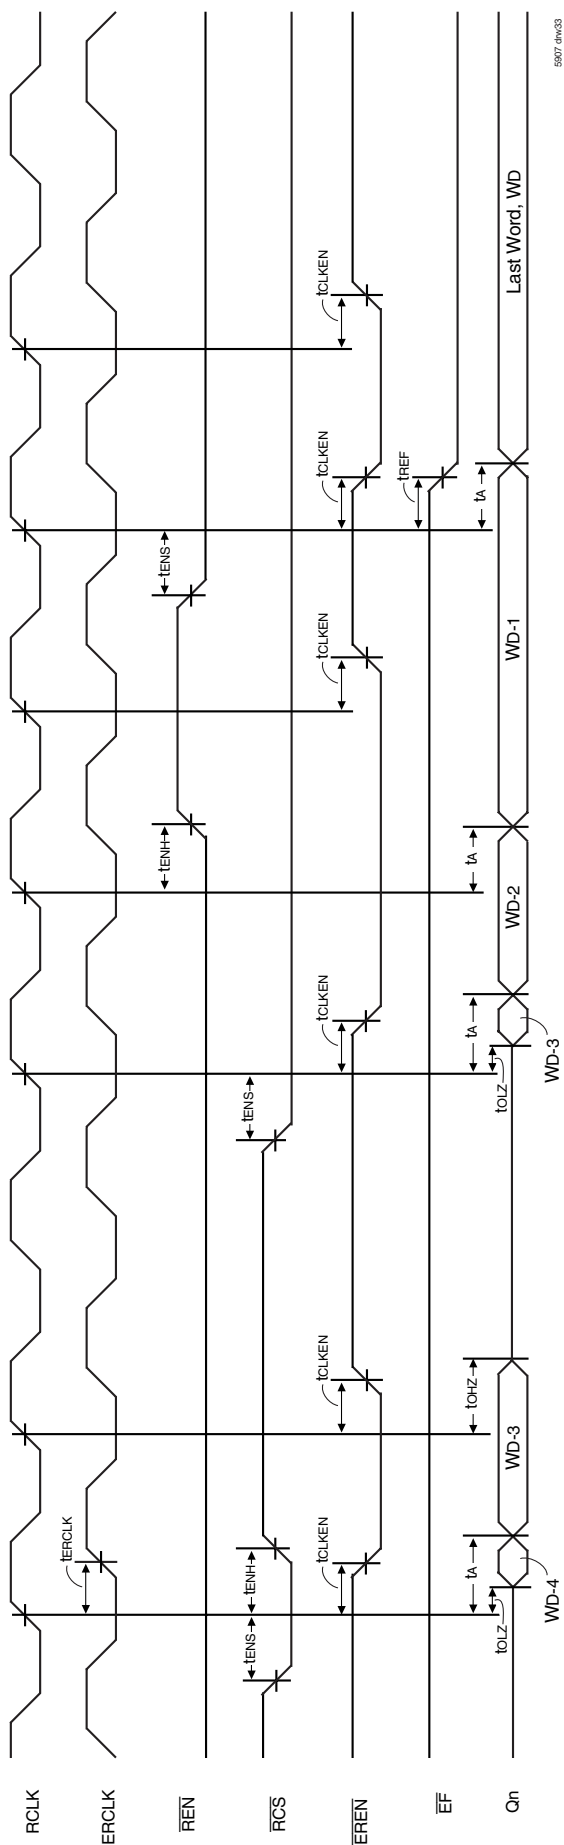 RCLK
tERCLK
ERCLK
tENH
tENS
REN
tENS
tENH
tENS
RCS
tCLKEN
tCLKEN
tCLKEN
tCLKEN
tCLKEN
tCLKEN
EREN
tREF
EF
tA
tOHZ
tA
tA
tA
tOLZ
tOLZ
Qn
WD-3
WD-2
WD-1
Last Word, WD
WD-4
WD-3
5907 drw33